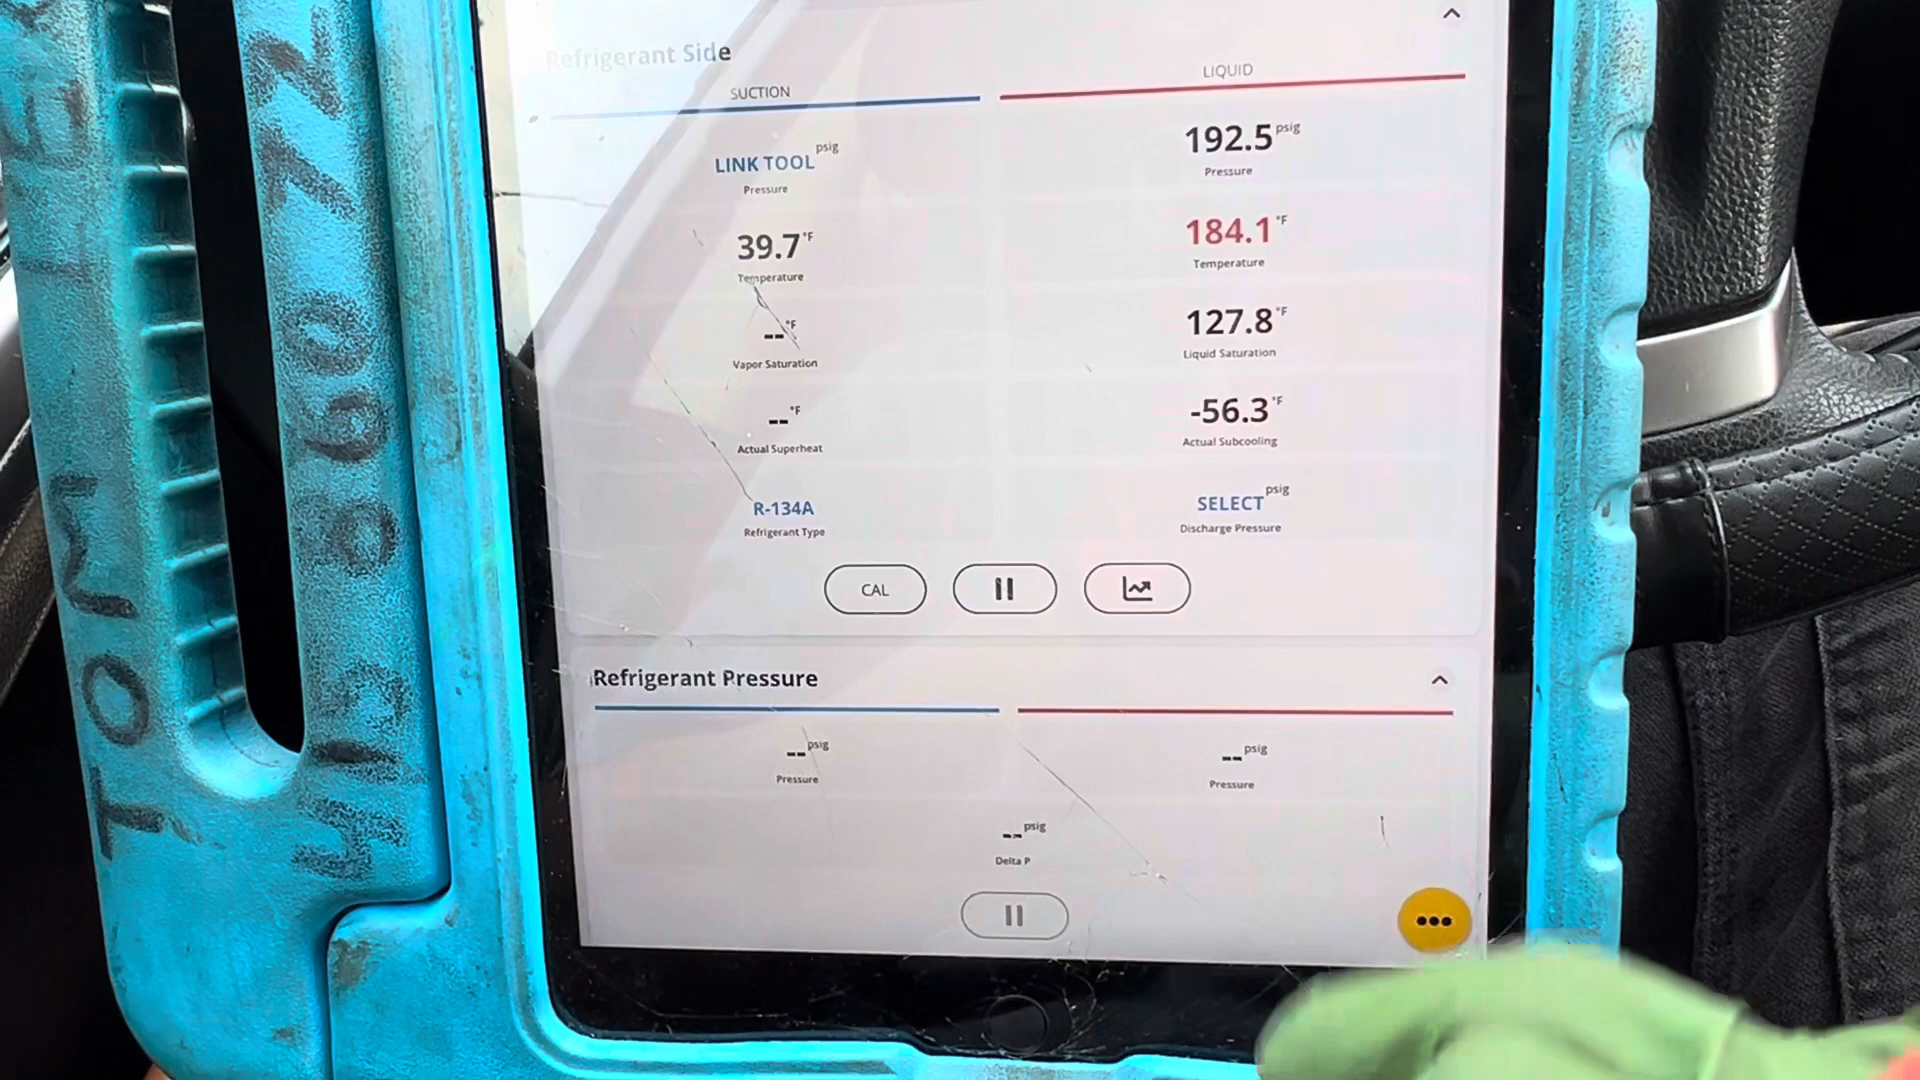 Refrigerant Side
SUCTION
LIQUID
LINK TOOL psig
Pressure
192.5 psig
Pressure
39.7 °F
Temperature
184.1 °F
Temperature
-- °F
Vapor Saturation
127.8 °F
Liquid Saturation
-- °F
Actual Superheat
-56.3 °F
Actual Subcooling
R-134A
Refrigerant Type
SELECT psig
Discharge Pressure
CAL
Refrigerant Pressure
-- psig
Pressure
-- psig
Pressure
-- psig
Delta P
TOM